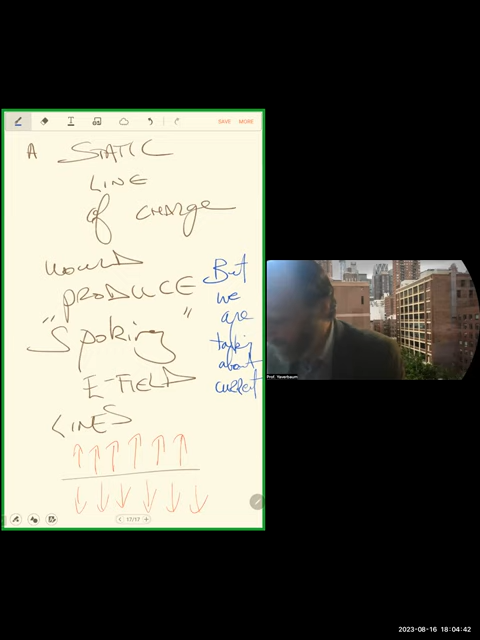 SAVE MORE
A STATIC
LINE
of CHARGE
WOULD
PRODUCE
"Spoking"
E-FIELD
LINES
But
we
are
talking
about
current
17/17
Prof. Yaverbaum
2023-08-16 18:04:42